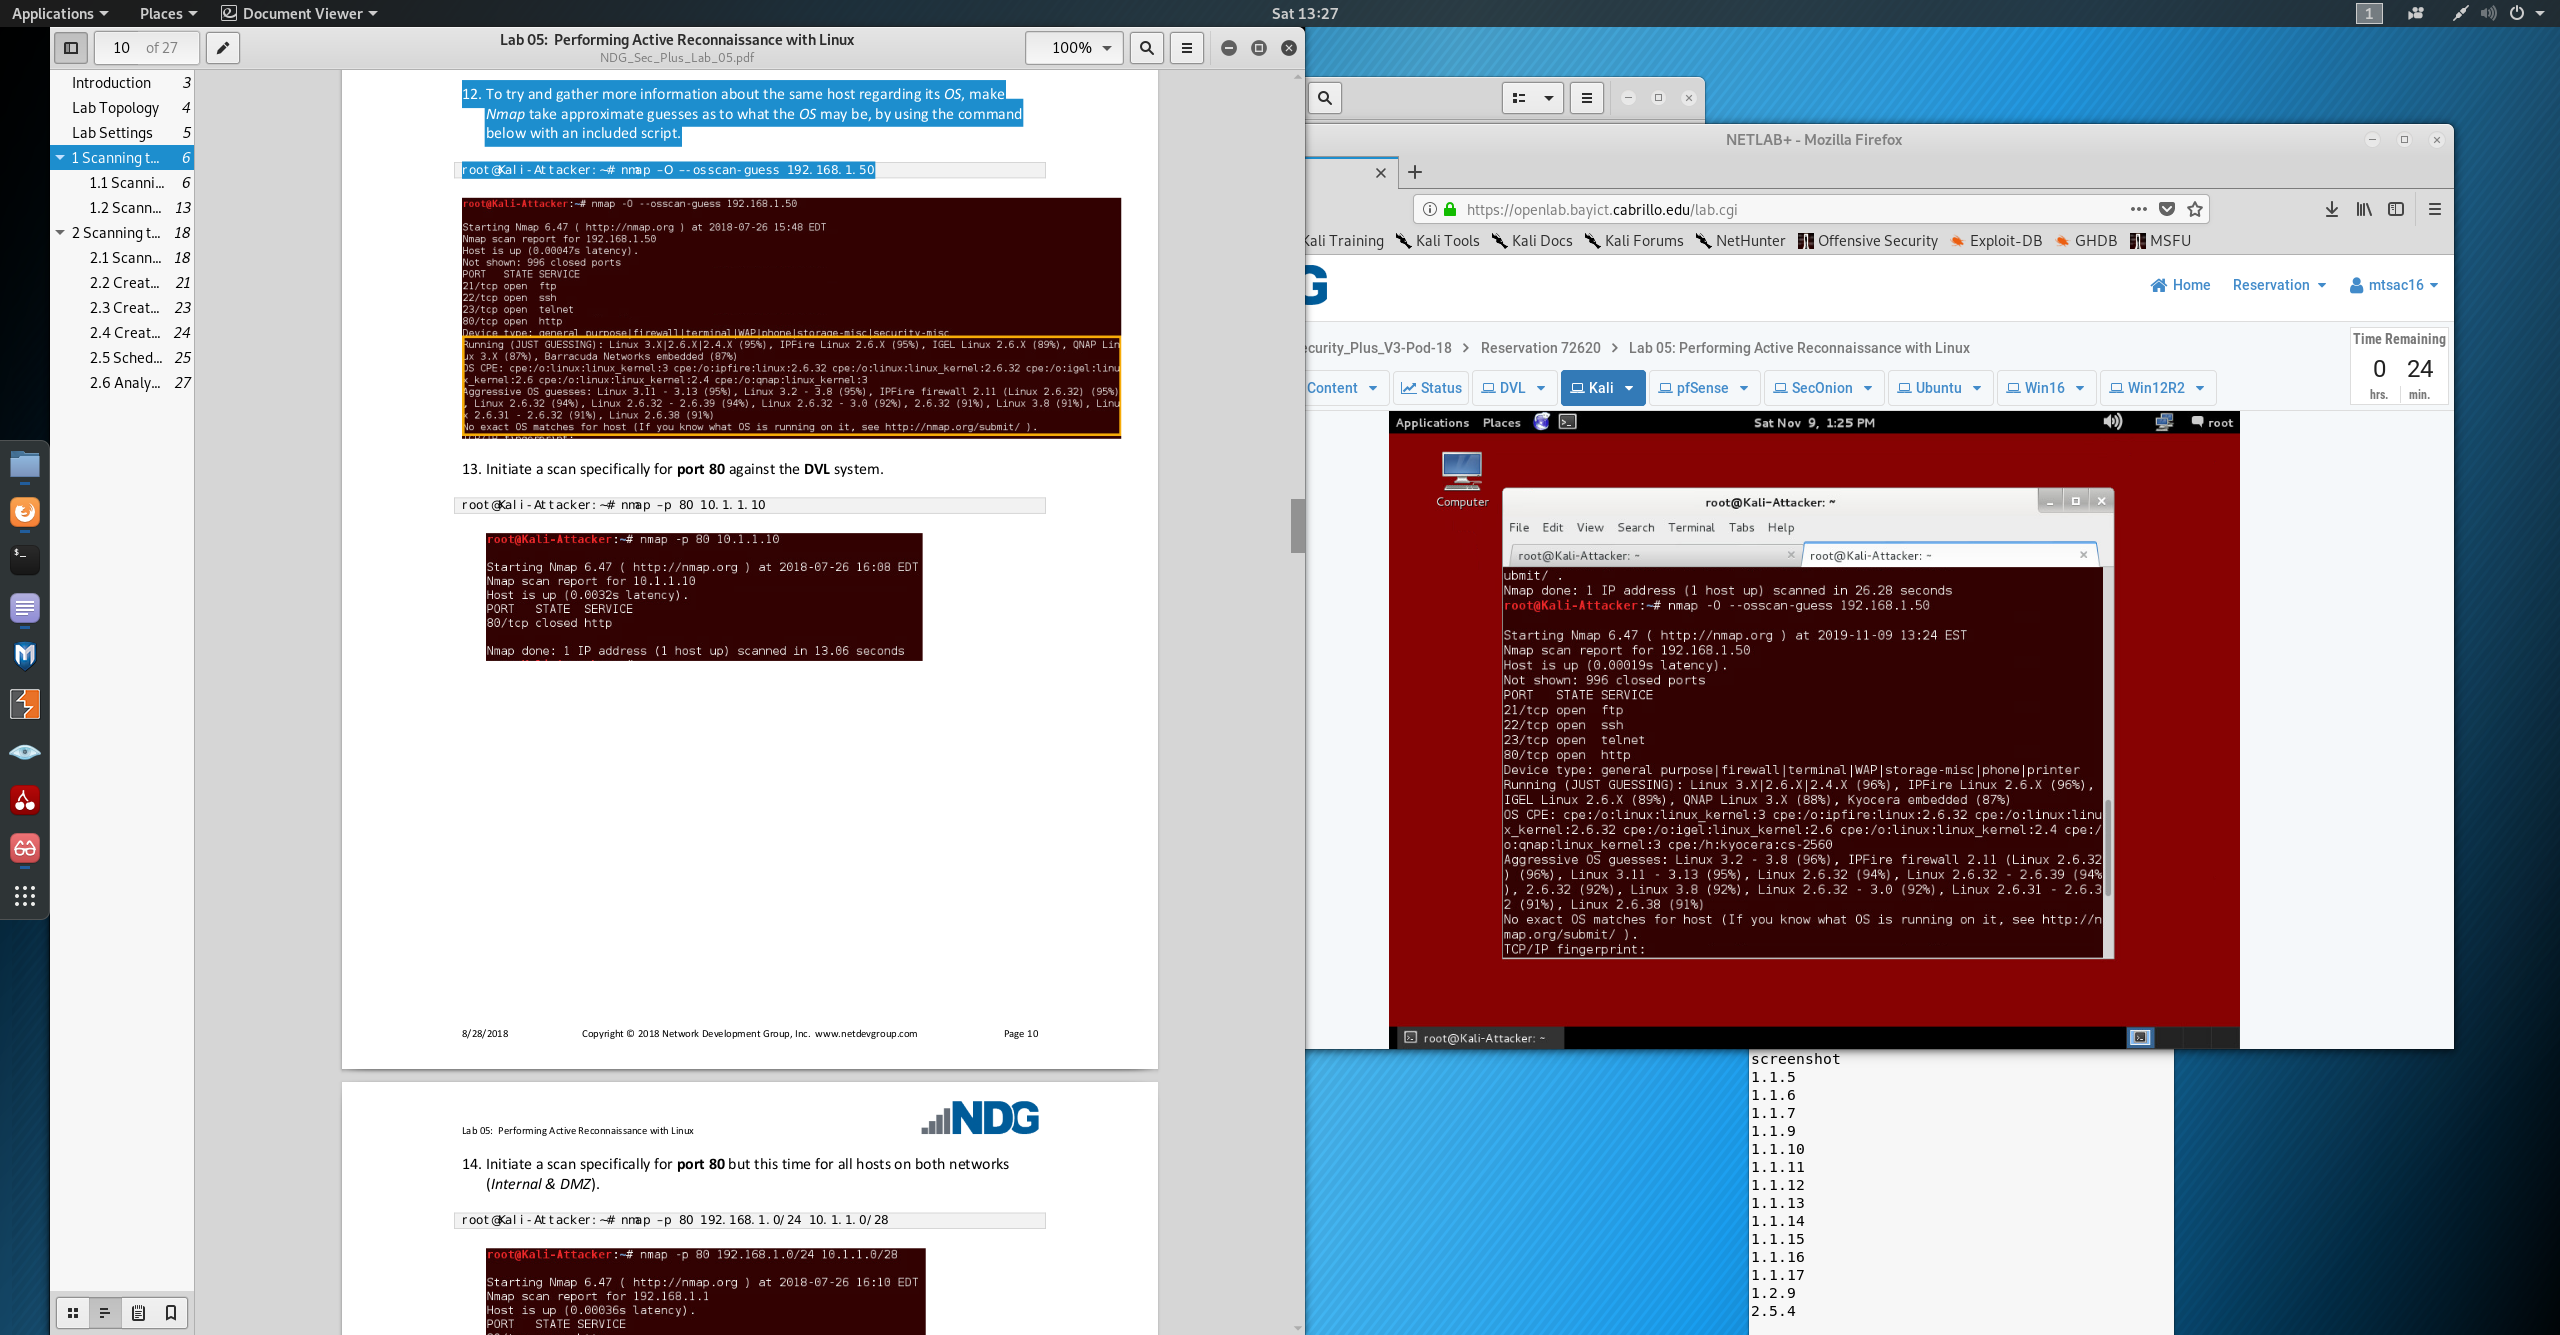 Applications
Places
Document Viewer
Sat 13:27
1
10
of 27
Lab 05:  Performing Active Reconnaissance with Linux
NDG_Sec_Plus_Lab_05.pdf
100%
Introduction 3
Lab Topology 4
Lab Settings 5
1 Scanning t... 6
1.1 Scanni... 6
1.2 Scann... 13
2 Scanning t... 18
2.1 Scann... 18
2.2 Creat... 21
2.3 Creat... 23
2.4 Creat... 24
2.5 Sched... 25
2.6 Analy... 27
12. To try and gather more information about the same host regarding its OS, make
Nmap take approximate guesses as to what the OS may be, by using the command
below with an included script.
root@Kali-Attacker:~# nmap –O –-osscan-guess 192.168.1.50
root@Kali-Attacker:~# nmap -O --osscan-guess 192.168.1.50
Starting Nmap 6.47 ( http://nmap.org ) at 2018-07-26 15:48 EDT
Nmap scan report for 192.168.1.50
Host is up (0.00047s latency).
Not shown: 996 closed ports
PORT   STATE SERVICE
21/tcp open  ftp
22/tcp open  ssh
23/tcp open  telnet
80/tcp open  http
Device type: general purpose|firewall|terminal|WAP|phone|storage-misc|security-misc
Running (JUST GUESSING): Linux 3.X|2.6.X|2.4.X (95%), IPFire Linux 2.6.X (95%), IGEL Linux 2.6.X (89%), QNAP Lin
ux 3.X (87%), Barracuda Networks embedded (87%)
OS CPE: cpe:/o:linux:linux_kernel:3 cpe:/o:ipfire:linux:2.6.32 cpe:/o:linux:linux_kernel:2.6.32 cpe:/o:igel:linu
x_kernel:2.6 cpe:/o:linux:linux_kernel:2.4 cpe:/o:qnap:linux_kernel:3
Aggressive OS guesses: Linux 3.11 - 3.13 (95%), Linux 3.2 - 3.8 (95%), IPFire firewall 2.11 (Linux 2.6.32) (95%)
, Linux 2.6.32 (94%), Linux 2.6.32 - 2.6.39 (94%), Linux 2.6.32 - 3.0 (92%), 2.6.32 (91%), Linux 3.8 (91%), Linu
x 2.6.31 - 2.6.32 (91%), Linux 2.6.38 (91%)
No exact OS matches for host (If you know what OS is running on it, see http://nmap.org/submit/ ).
TCP/IP fingerprint:
13. Initiate a scan specifically for port 80 against the DVL system.
root@Kali-Attacker:~# nmap –p 80 10.1.1.10
root@Kali-Attacker:~# nmap -p 80 10.1.1.10
Starting Nmap 6.47 ( http://nmap.org ) at 2018-07-26 16:08 EDT
Nmap scan report for 10.1.1.10
Host is up (0.0032s latency).
PORT   STATE  SERVICE
80/tcp closed http
Nmap done: 1 IP address (1 host up) scanned in 13.06 seconds
8/28/2018
Copyright © 2018 Network Development Group, Inc.  www.netdevgroup.com
Page 10
Lab 05:  Performing Active Reconnaissance with Linux
NDG
14. Initiate a scan specifically for port 80 but this time for all hosts on both networks
(Internal & DMZ).
root@Kali-Attacker:~# nmap –p 80 192.168.1.0/24 10.1.1.0/28
root@Kali-Attacker:~# nmap -p 80 192.168.1.0/24 10.1.1.0/28
Starting Nmap 6.47 ( http://nmap.org ) at 2018-07-26 16:10 EDT
Nmap scan report for 192.168.1.1
Host is up (0.00036s latency).
PORT   STATE SERVICE
NETLAB+ - Mozilla Firefox
https://openlab.bayict.cabrillo.edu/lab.cgi
Kali Training
Kali Tools
Kali Docs
Kali Forums
NetHunter
Offensive Security
Exploit-DB
GHDB
MSFU
G
Home
Reservation
mtsac16
ecurity_Plus_V3-Pod-18 > Reservation 72620 > Lab 05: Performing Active Reconnaissance with Linux
Time Remaining
0 24
hrs. min.
Content
Status
DVL
Kali
pfSense
SecOnion
Ubuntu
Win16
Win12R2
Applications
Places
Sat Nov  9,  1:25 PM
root
Computer
root@Kali-Attacker: ~
File Edit View Search Terminal Tabs Help
root@Kali-Attacker: ~
root@Kali-Attacker: ~
ubmit/ .
Nmap done: 1 IP address (1 host up) scanned in 26.28 seconds
root@Kali-Attacker:~# nmap -O --osscan-guess 192.168.1.50
Starting Nmap 6.47 ( http://nmap.org ) at 2019-11-09 13:24 EST
Nmap scan report for 192.168.1.50
Host is up (0.00019s latency).
Not shown: 996 closed ports
PORT   STATE SERVICE
21/tcp open  ftp
22/tcp open  ssh
23/tcp open  telnet
80/tcp open  http
Device type: general purpose|firewall|terminal|WAP|storage-misc|phone|printer
Running (JUST GUESSING): Linux 3.X|2.6.X|2.4.X (96%), IPFire Linux 2.6.X (96%),
IGEL Linux 2.6.X (89%), QNAP Linux 3.X (88%), Kyocera embedded (87%)
OS CPE: cpe:/o:linux:linux_kernel:3 cpe:/o:ipfire:linux:2.6.32 cpe:/o:linux:linu
x_kernel:2.6.32 cpe:/o:igel:linux_kernel:2.6 cpe:/o:linux:linux_kernel:2.4 cpe:/
o:qnap:linux_kernel:3 cpe:/h:kyocera:cs-2560
Aggressive OS guesses: Linux 3.2 - 3.8 (96%), IPFire firewall 2.11 (Linux 2.6.32
) (96%), Linux 3.11 - 3.13 (95%), Linux 2.6.32 (94%), Linux 2.6.32 - 2.6.39 (94%
), 2.6.32 (92%), Linux 3.8 (92%), Linux 2.6.32 - 3.0 (92%), Linux 2.6.31 - 2.6.3
2 (91%), Linux 2.6.38 (91%)
No exact OS matches for host (If you know what OS is running on it, see http://n
map.org/submit/ ).
TCP/IP fingerprint:
root@Kali-Attacker: ~
screenshot
1.1.5
1.1.6
1.1.7
1.1.9
1.1.10
1.1.11
1.1.12
1.1.13
1.1.14
1.1.15
1.1.16
1.1.17
1.2.9
2.5.4